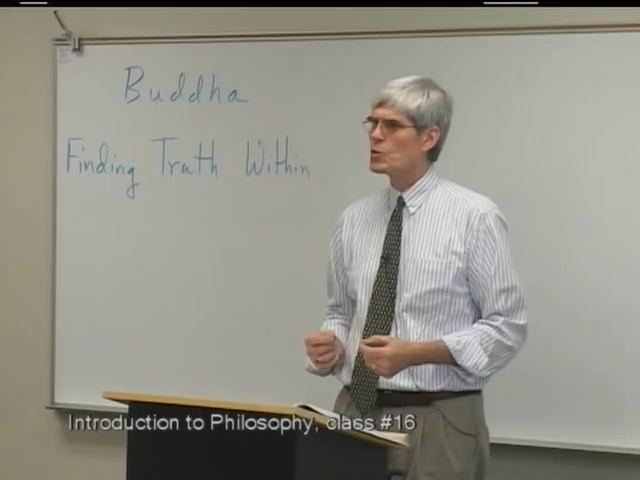 Buddha
Finding Truth Within
Introduction to Philosophy, class #16